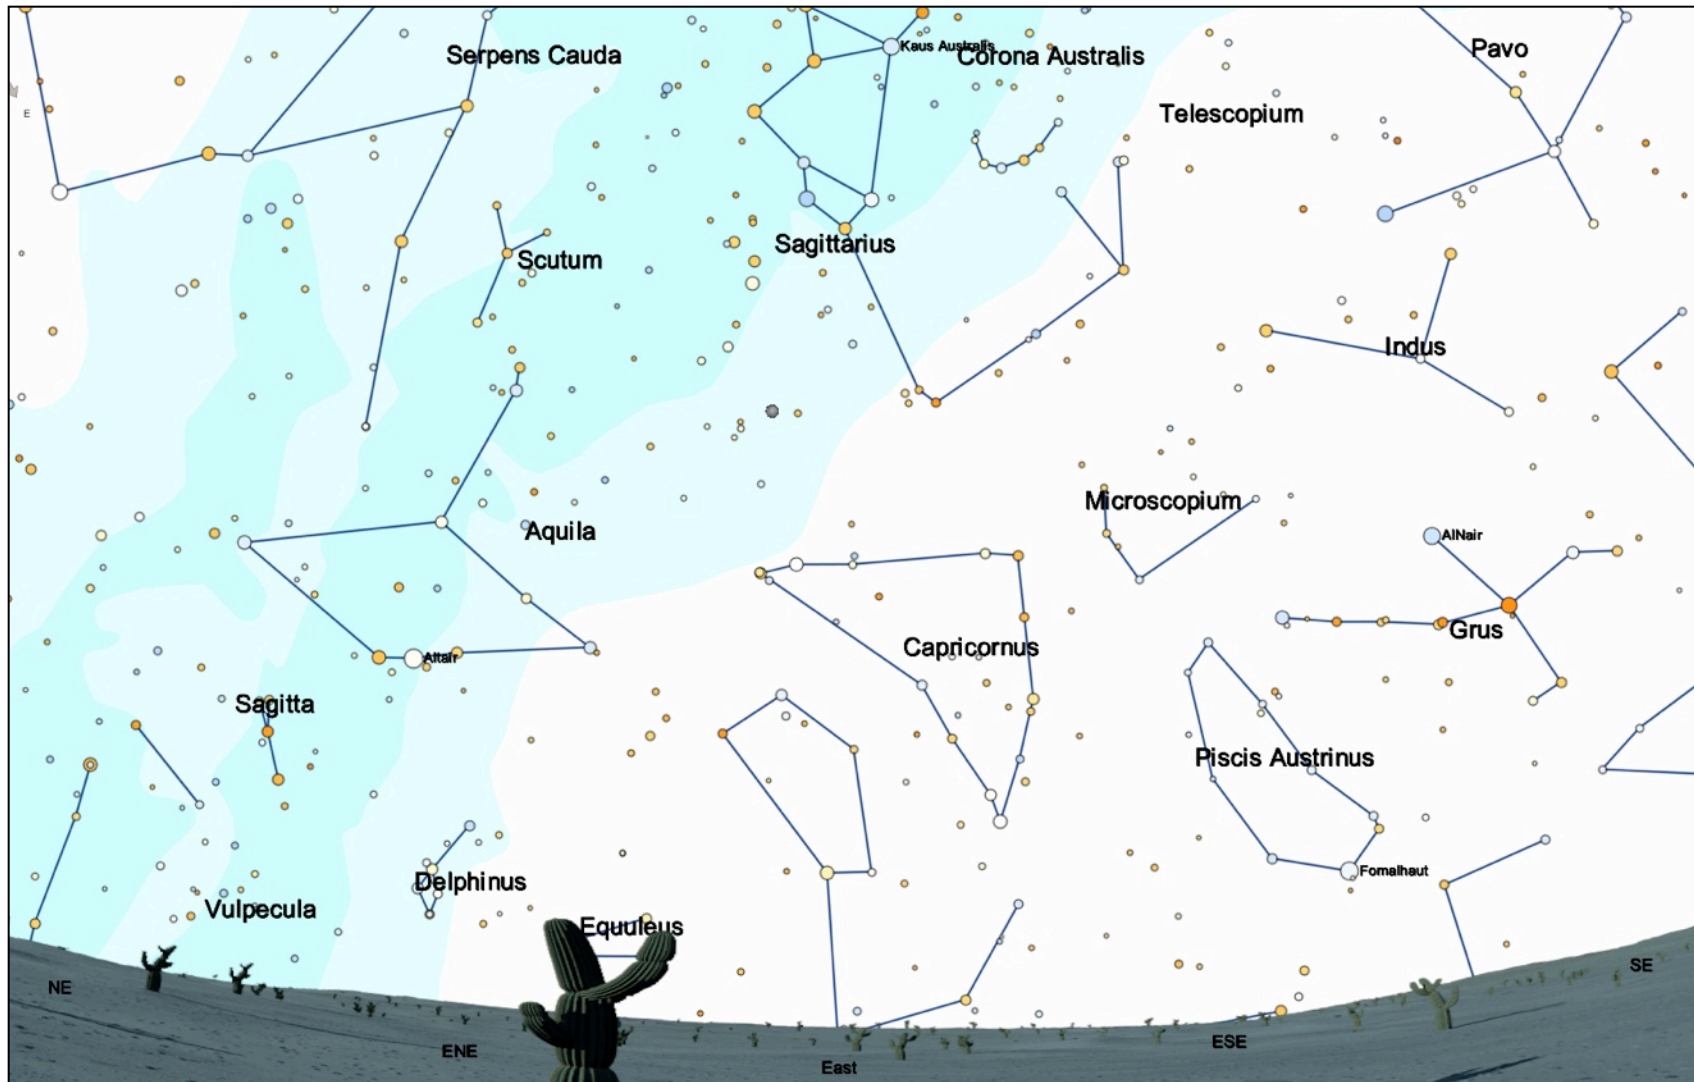 Serpens Cauda
Kaus Australis
Corona Australis
Pavo
Telescopium
E
Sagittarius
Scutum
Indus
Microscopium
Aquila
AlNair
Grus
Capricornus
Altair
Sagitta
Piscis Austrinus
Fomalhaut
Delphinus
Vulpecula
Equuleus
SE
NE
ESE
ENE
East